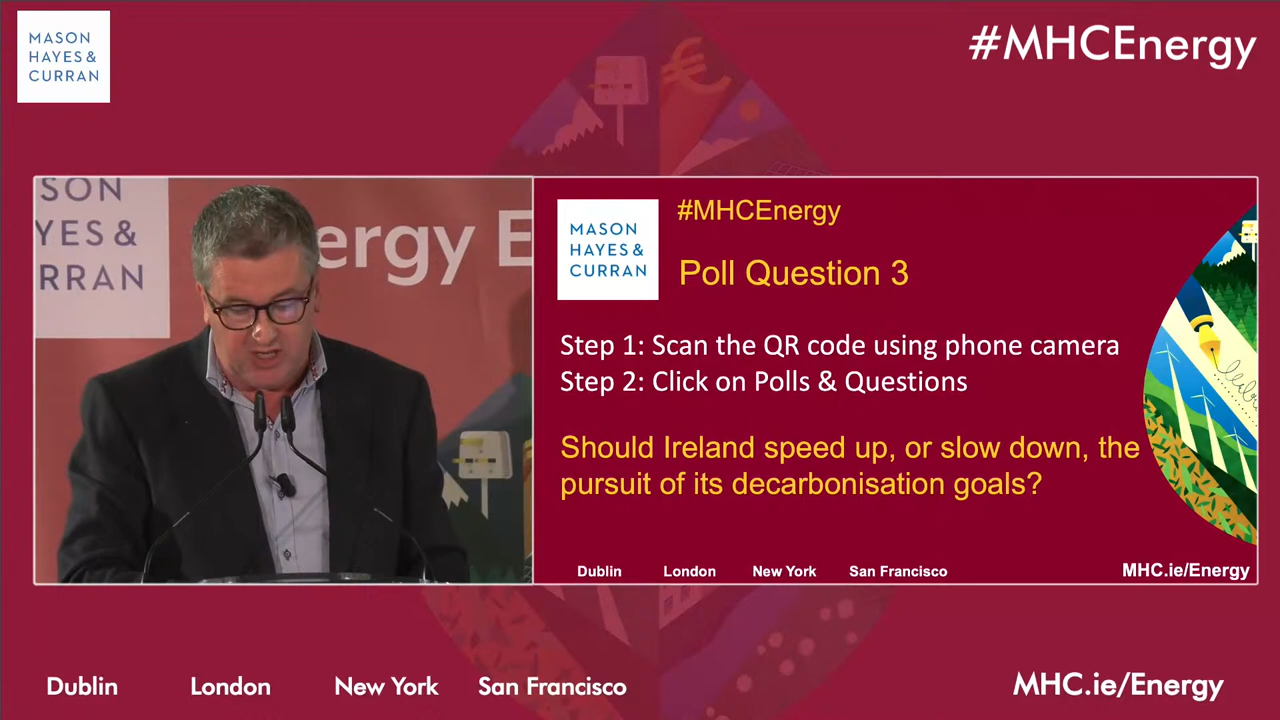 MASON
HAYES &
CURRAN
#MHCEnergy
SON
YES &
RRAN
ergy E
MASON
HAYES &
CURRAN
#MHCEnergy
Poll Question 3
Step 1: Scan the QR code using phone camera
Step 2: Click on Polls & Questions
Should Ireland speed up, or slow down, the
pursuit of its decarbonisation goals?
Dublin London New York San Francisco
MHC.ie/Energy
Dublin London New York San Francisco
MHC.ie/Energy